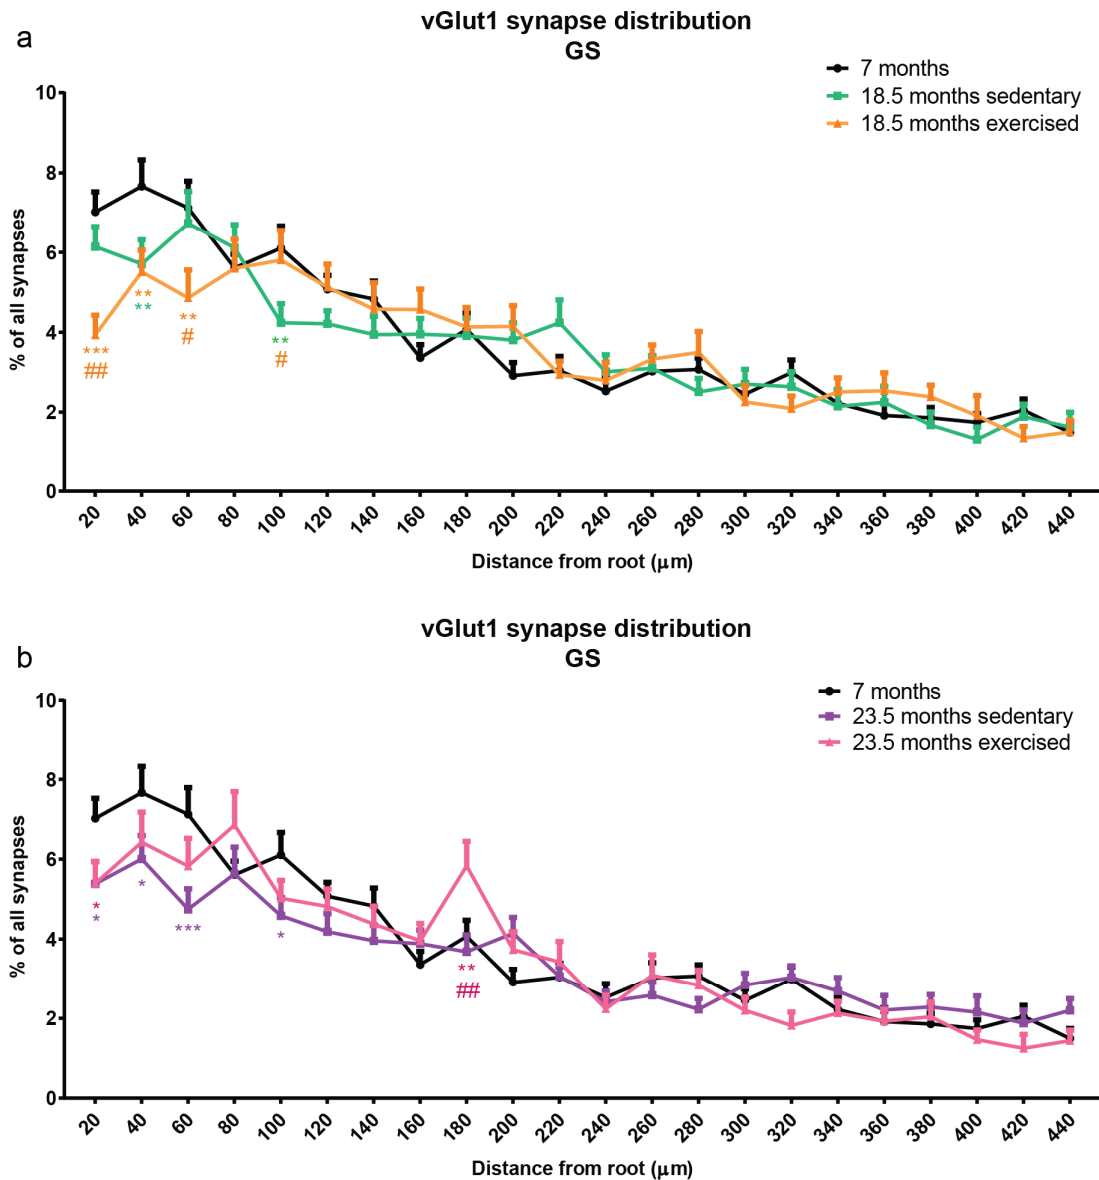 a
vGlut1 synapse distribution
GS
7 months
18.5 months sedentary
18.5 months exercised
% of all synapses
10
8
6
4
2
0
**
**
***
##
**
#
**
#
20 40 60 80 100 120 140 160 180 200 220 240 260 280 300 320 340 360 380 400 420 440
Distance from root (μm)
b
vGlut1 synapse distribution
GS
7 months
23.5 months sedentary
23.5 months exercised
% of all synapses
10
8
6
4
2
0
*
*
*
***
*
**
##
20 40 60 80 100 120 140 160 180 200 220 240 260 280 300 320 340 360 380 400 420 440
Distance from root (μm)